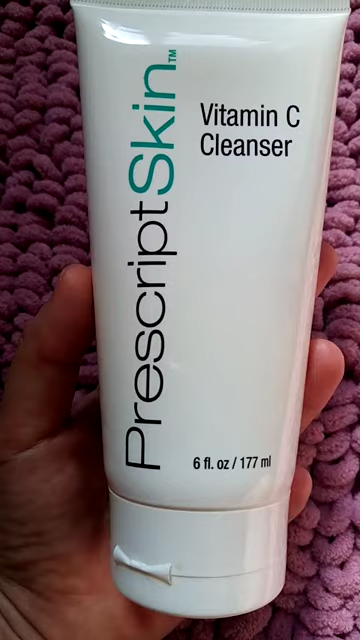 PrescriptSkin™
Vitamin C
Cleanser
6 fl. oz / 177 ml